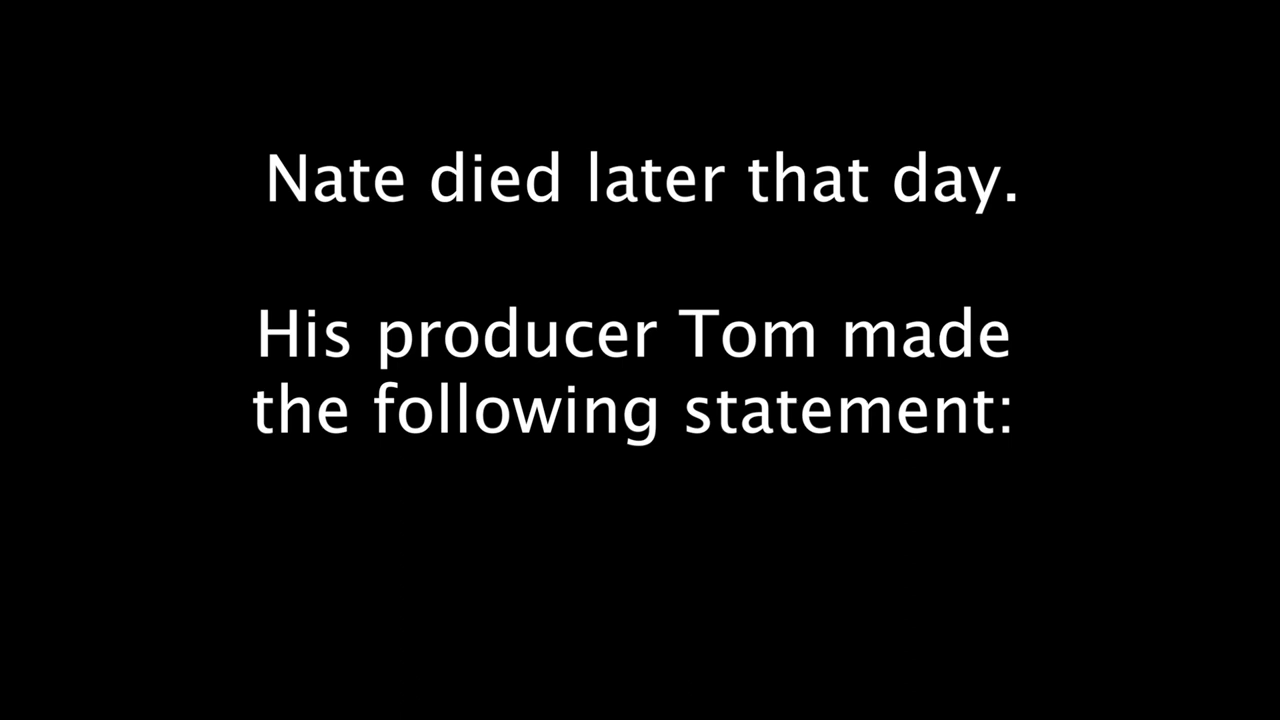 Nate died later that day.
His producer Tom made
the following statement: